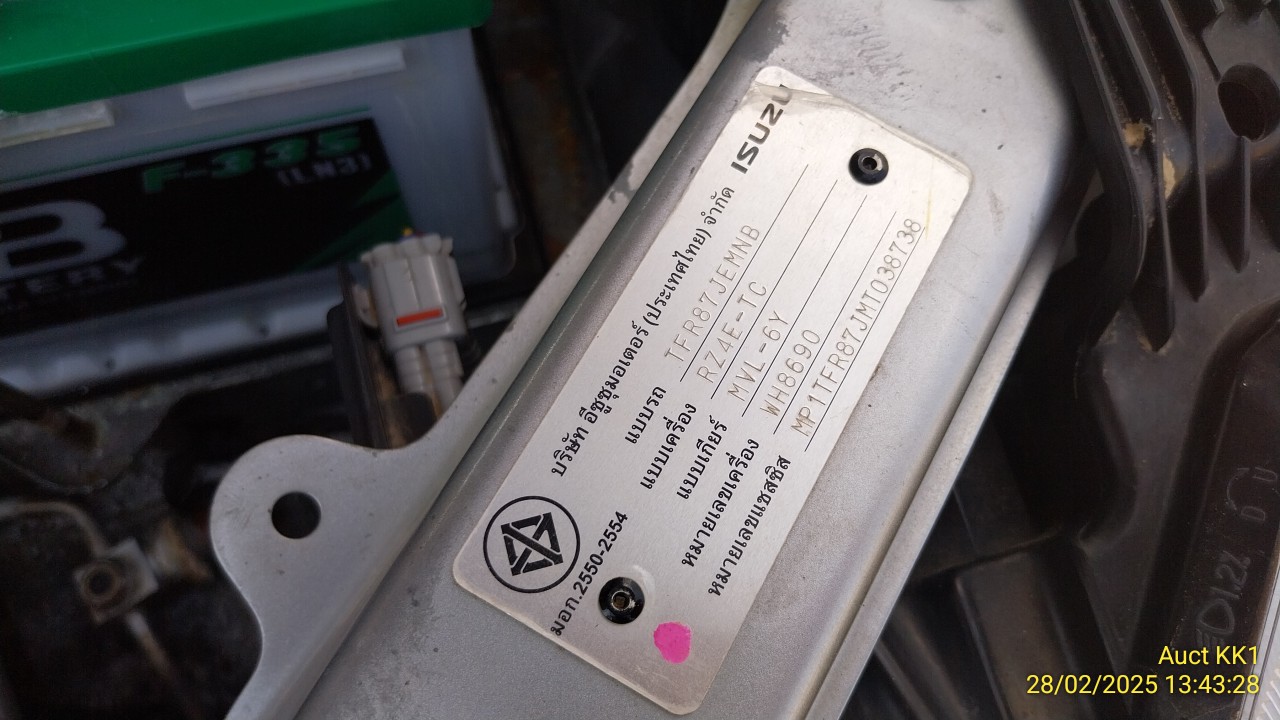 ISUZU
บริษัท อีซูซุมอเตอร์ (ประเทศไทย) จำกัด
แบบรถ TFR87JEMNB
แบบเครื่อง RZ4E-TC
แบบเกียร์ MVL-6Y
หมายเลขเครื่อง WH8690
หมายเลขแชสซิส MP1TFR87JMT038738
มอก.2550-2554
F-335
(LN3)
B
TTERY
Auct KK1
28/02/2025 13:43:28